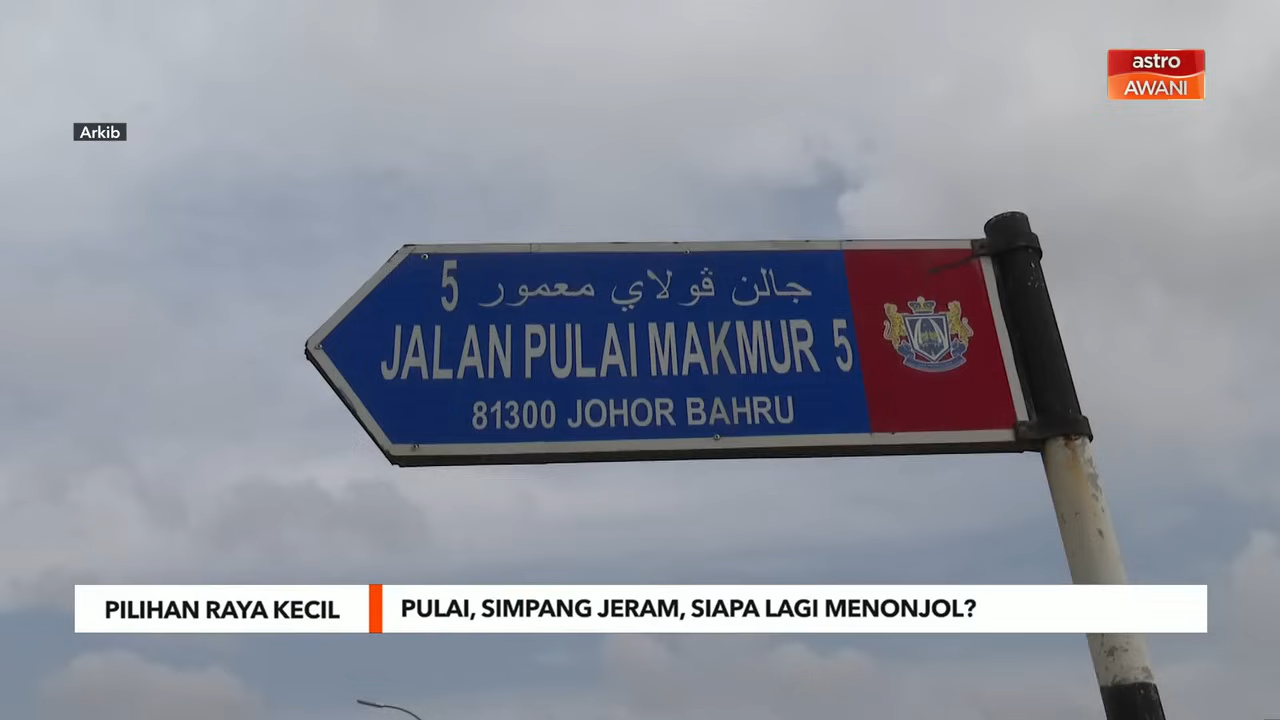 astro
AWANI
Arkib
5 جالن ڤولاي معمور
JALAN PULAI MAKMUR 5
81300 JOHOR BAHRU
PILIHAN RAYA KECIL
PULAI, SIMPANG JERAM, SIAPA LAGI MENONJOL?